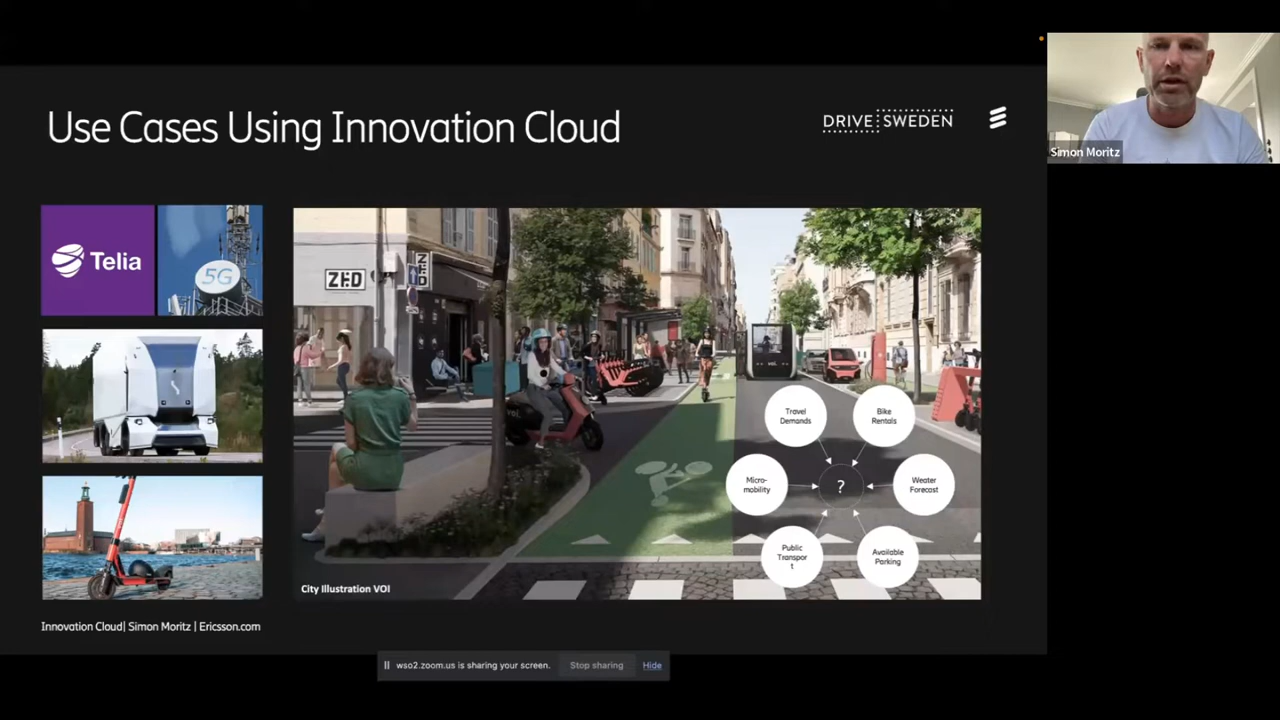 Use Cases Using Innovation Cloud
DRIVE SWEDEN
Simon Moritz
Telia
5G
ZED
ZED
VOI.
Travel
Demands
Bike
Rentals
Micro-
mobility
?
Weater
Forecast
Public
Transpor
t
Available
Parking
City Illustration VOI
Innovation Cloud| Simon Moritz | Ericsson.com
wso2.zoom.us is sharing your screen.
Stop sharing
Hide